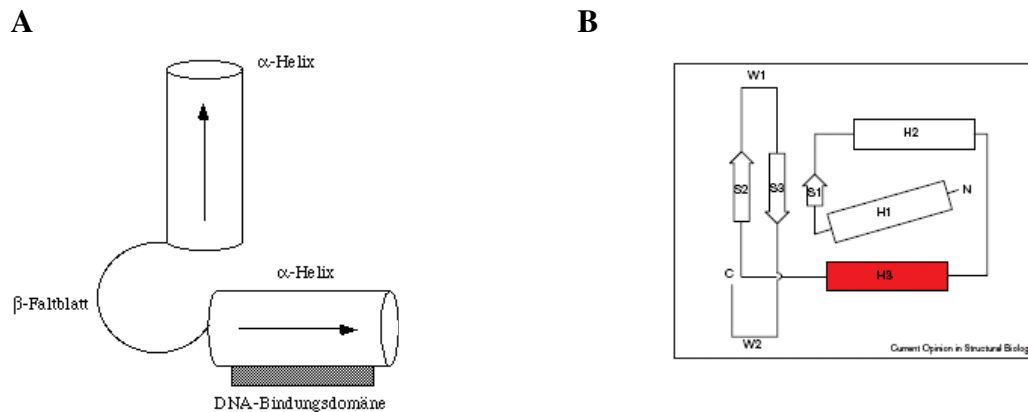 A
B
α-Helix
α-Helix
β-Faltblatt
DNA-Bindungsdomäne
W1
H2
S2
S3
S1
H1
N
C
H3
W2
Current Opinion in Structural Biolog